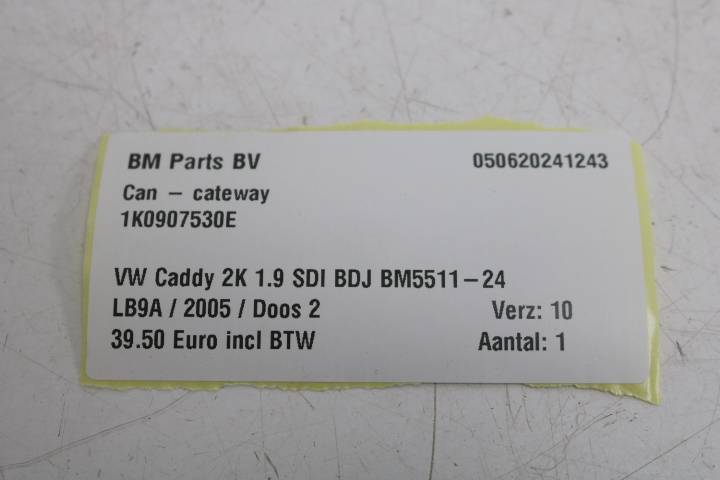 BM Parts BV 050620241243
Can - cateway
1K0907530E
VW Caddy 2K 1.9 SDI BDJ BM5511-24
LB9A / 2005 / Doos 2 Verz: 10
39.50 Euro incl BTW Aantal: 1